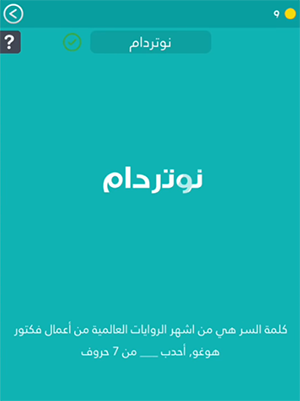 ٩
?
نوتردام
نوتردام
كلمة السر هي من اشهر الروايات العالمية من أعمال فكتور
هوغو, أحدب ___ من 7 حروف